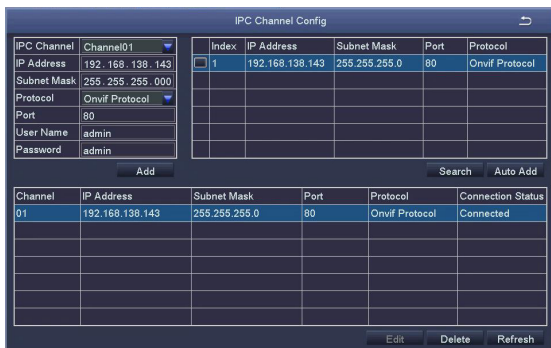 IPC Channel Config
IPC Channel Channel01
IP Address 192.168.138.143
Subnet Mask 255.255.255.000
Protocol Onvif Protocol
Port 80
User Name admin
Password admin
Add
Index IP Address Subnet Mask Port Protocol
1 192.168.138.143 255.255.255.0 80 Onvif Protocol
Search Auto Add
Channel IP Address Subnet Mask Port Protocol Connection Status
01 192.168.138.143 255.255.255.0 80 Onvif Protocol Connected
Edit Delete Refresh